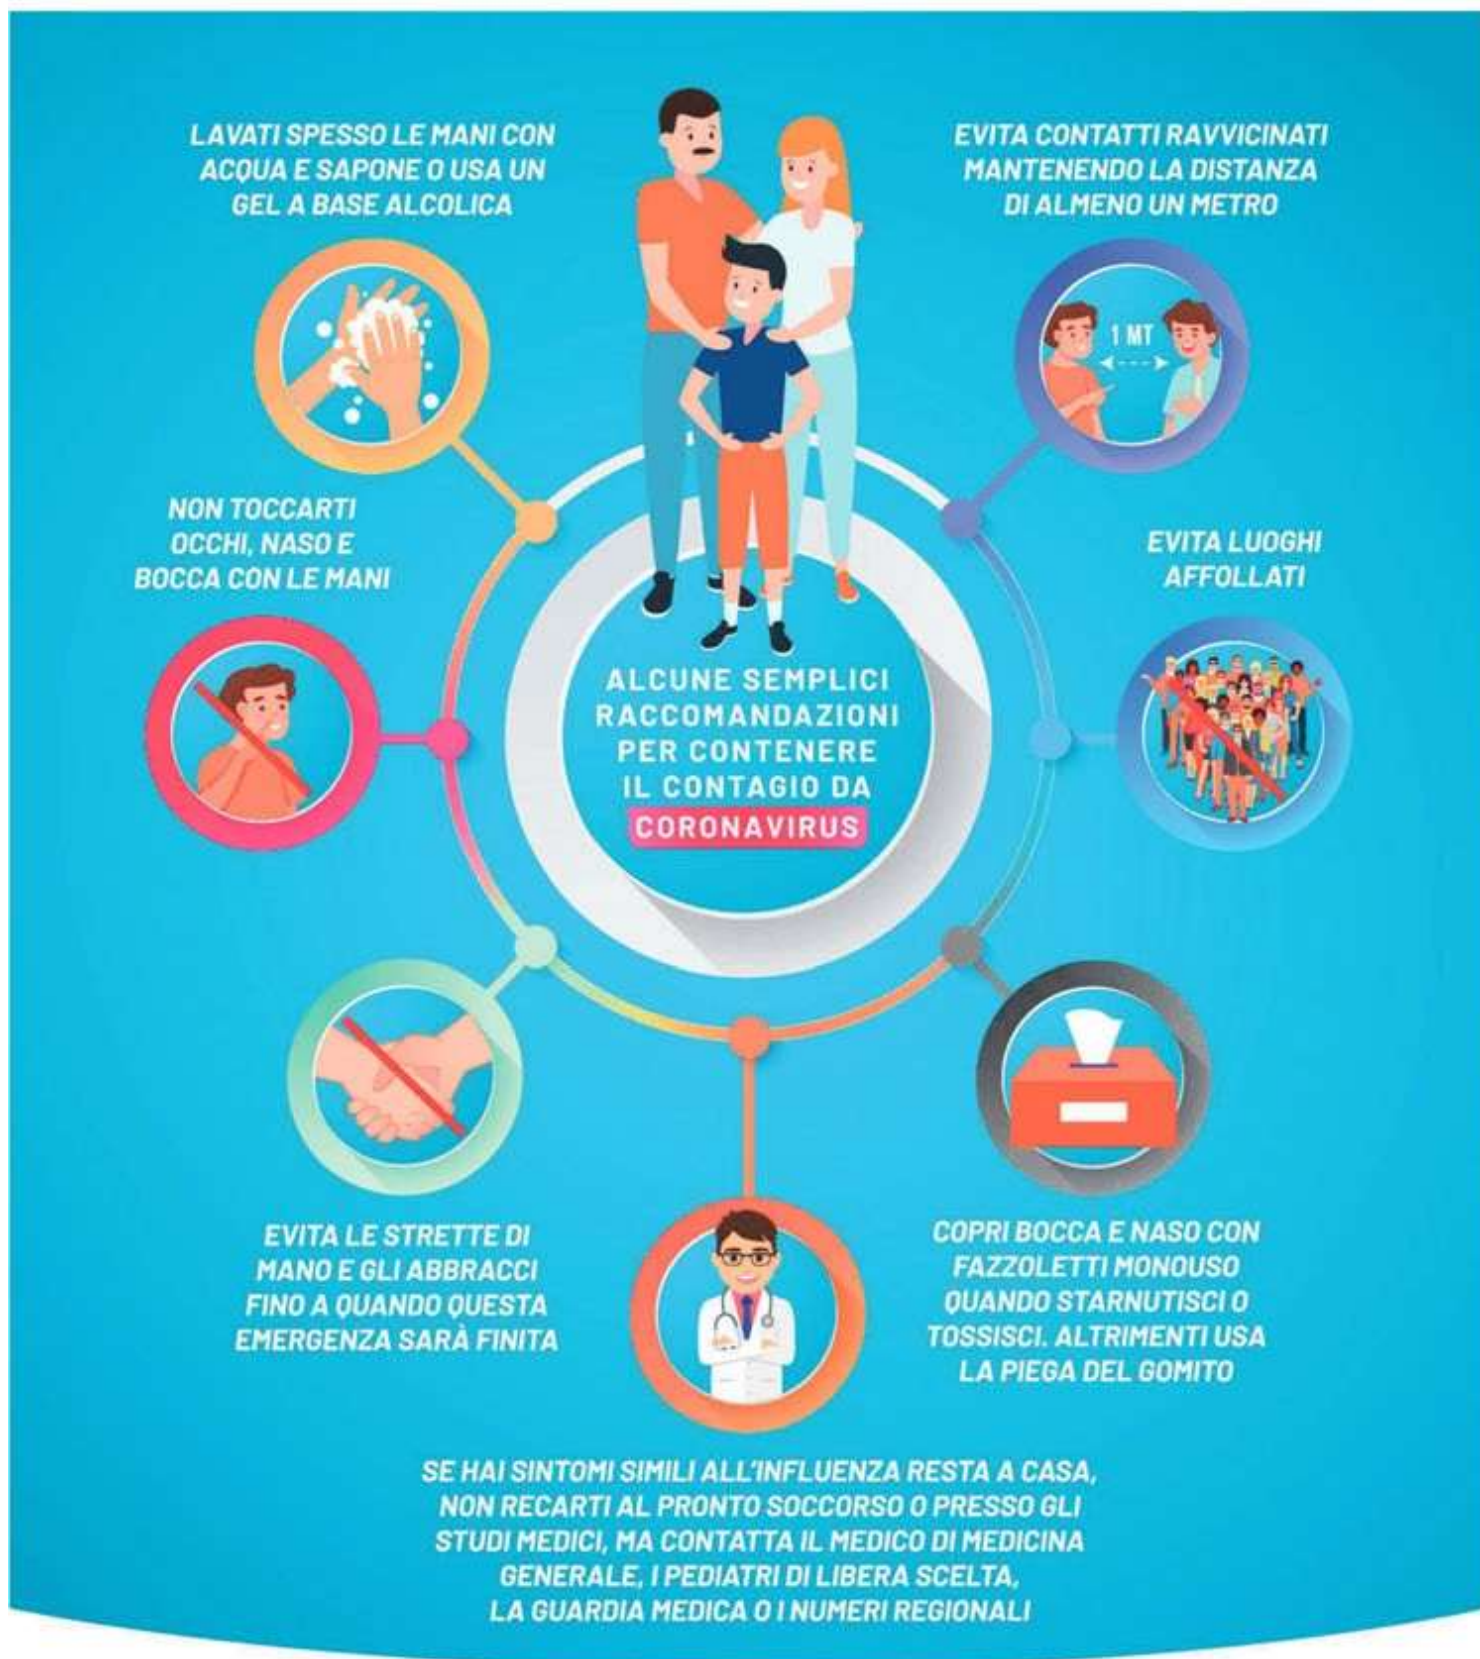 LAVATI SPESSO LE MANI CON
ACQUA E SAPONE O USA UN
GEL A BASE ALCOLICA
EVITA CONTATTI RAVVICINATI
MANTENENDO LA DISTANZA
DI ALMENO UN METRO
1 MT
NON TOCCARTI
OCCHI, NASO E
BOCCA CON LE MANI
EVITA LUOGHI
AFFOLLATI
ALCUNE SEMPLICI
RACCOMANDAZIONI
PER CONTENERE
IL CONTAGIO DA
CORONAVIRUS
EVITA LE STRETTE DI
MANO E GLI ABBRACCI
FINO A QUANDO QUESTA
EMERGENZA SARÀ FINITA
COPRI BOCCA E NASO CON
FAZZOLETTI MONOUSO
QUANDO STARNUTISCI O
TOSSISCI. ALTRIMENTI USA
LA PIEGA DEL GOMITO
SE HAI SINTOMI SIMILI ALL'INFLUENZA RESTA A CASA,
NON RECARTI AL PRONTO SOCCORSO O PRESSO GLI
STUDI MEDICI, MA CONTATTA IL MEDICO DI MEDICINA
GENERALE, I PEDIATRI DI LIBERA SCELTA,
LA GUARDIA MEDICA O I NUMERI REGIONALI